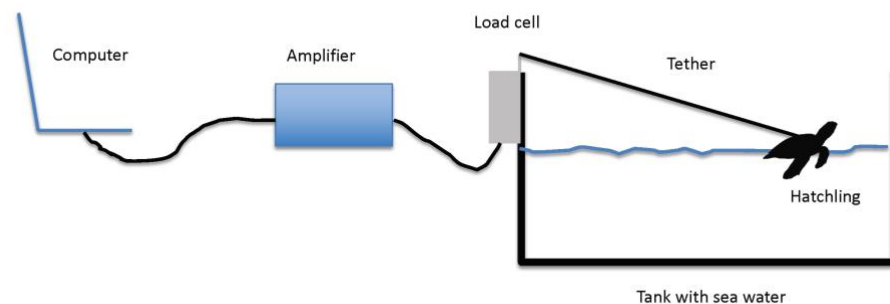 Load cell
Computer
Amplifier
Tether
Hatchling
Tank with sea water